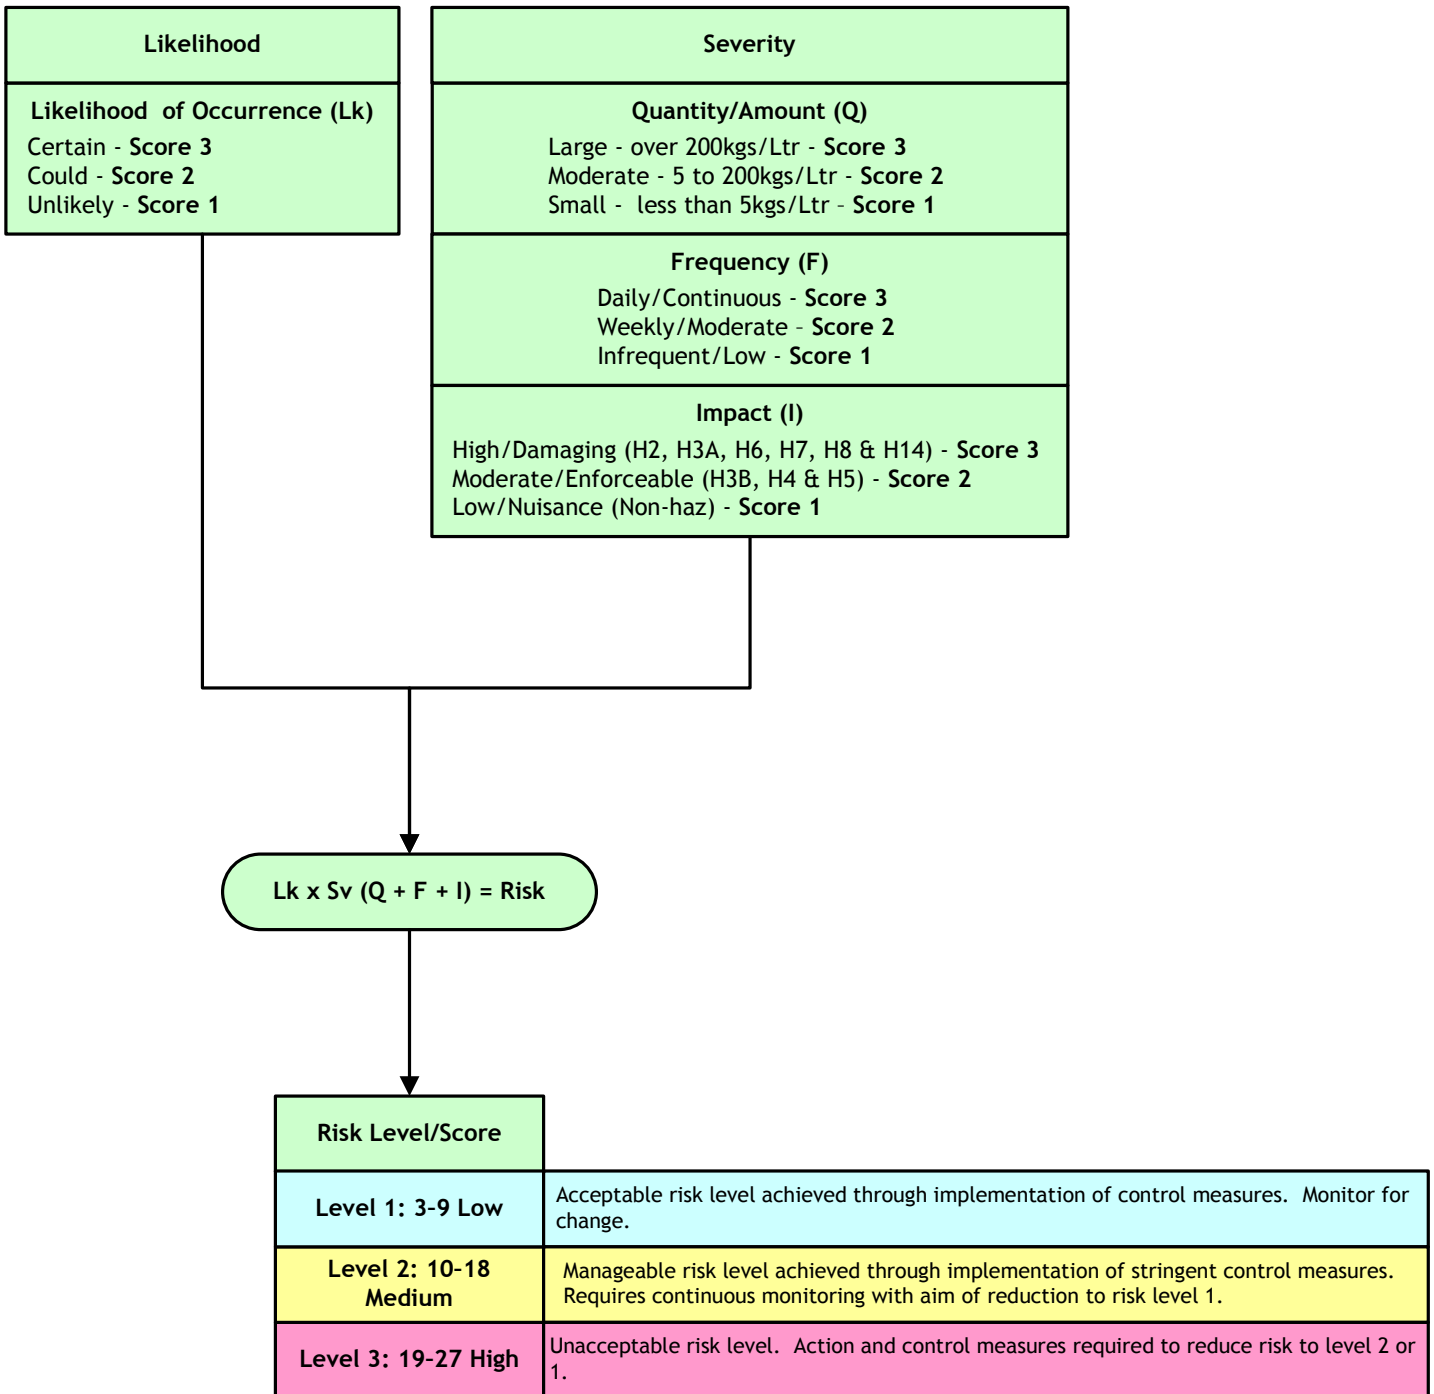 Likelihood
Likelihood  of Occurrence (Lk)
Certain - Score 3
Could - Score 2
Unlikely - Score 1
Severity
Quantity/Amount (Q)
Large - over 200kgs/Ltr - Score 3
Moderate - 5 to 200kgs/Ltr - Score 2
Small -  less than 5kgs/Ltr – Score 1
Frequency (F)
Daily/Continuous - Score 3
Weekly/Moderate – Score 2
Infrequent/Low - Score 1
Impact (I)
High/Damaging (H2, H3A, H6, H7, H8 & H14) - Score 3
Moderate/Enforceable (H3B, H4 & H5) - Score 2
Low/Nuisance (Non-haz) - Score 1
Lk x Sv (Q + F + I) = Risk
Risk Level/Score
Level 1: 3–9 Low
Acceptable risk level achieved through implementation of control measures.  Monitor for
change.
Level 2: 10–18
Medium
Manageable risk level achieved through implementation of stringent control measures.
Requires continuous monitoring with aim of reduction to risk level 1.
Level 3: 19–27 High
Unacceptable risk level.  Action and control measures required to reduce risk to level 2 or
1.